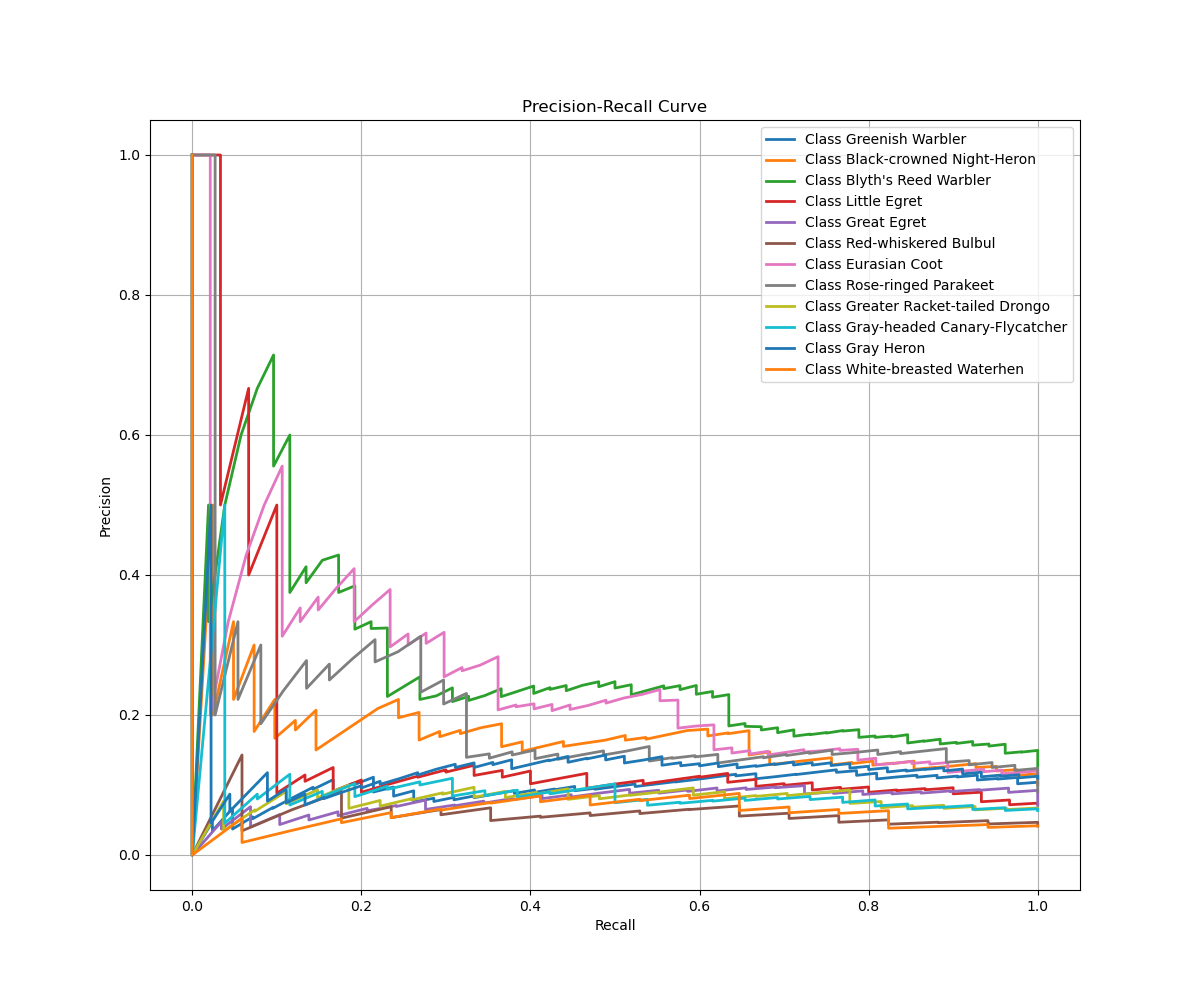 Precision-Recall Curve
Class Greenish Warbler
Class Black-crowned Night-Heron
Class Blyth's Reed Warbler
Class Little Egret
Class Great Egret
Class Red-whiskered Bulbul
Class Eurasian Coot
Class Rose-ringed Parakeet
Class Greater Racket-tailed Drongo
Class Gray-headed Canary-Flycatcher
Class Gray Heron
Class White-breasted Waterhen
Precision
1.0
0.8
0.6
0.4
0.2
0.0
0.0 0.2 0.4 0.6 0.8 1.0
Recall